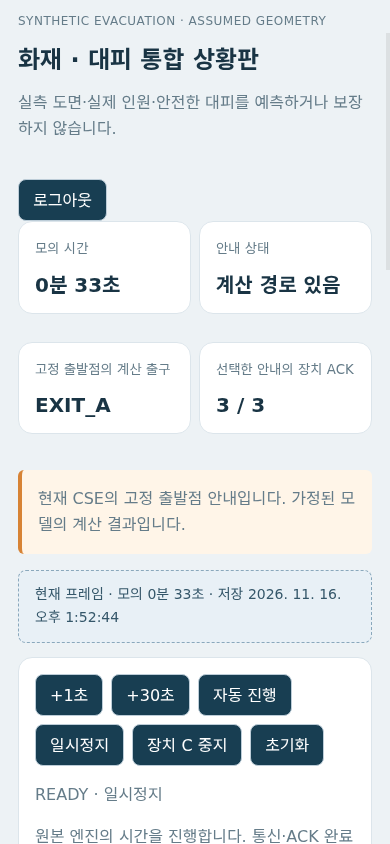 SYNTHETIC EVACUATION · ASSUMED GEOMETRY
화재 · 대피 통합 상황판
실측 도면·실제 인원·안전한 대피를 예측하거나 보장
하지 않습니다.
로그아웃
모의 시간
0분 33초
안내 상태
계산 경로 있음
고정 출발점의 계산 출구
EXIT_A
선택한 안내의 장치 ACK
3 / 3
현재 CSE의 고정 출발점 안내입니다. 가정된 모
델의 계산 결과입니다.
현재 프레임 · 모의 0분 33초 · 저장 2026. 11. 16.
오후 1:52:44
+1초
+30초
자동 진행
일시정지
장치 C 중지
초기화
READY · 일시정지
원본 엔진의 시간을 진행합니다. 통신·ACK 완료